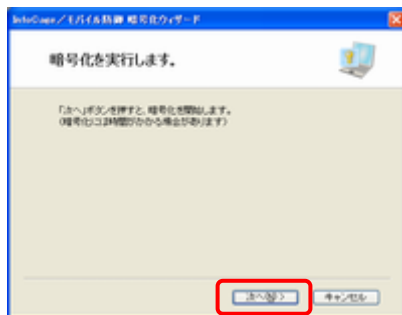 InfoCage／モバイル防御 暗号化ウィザード
暗号化を実行します。
「次へ」ボタンを押すと、暗号化を開始します。
(暗号化には時間がかかる場合があります)
次へ(N) >
キャンセル